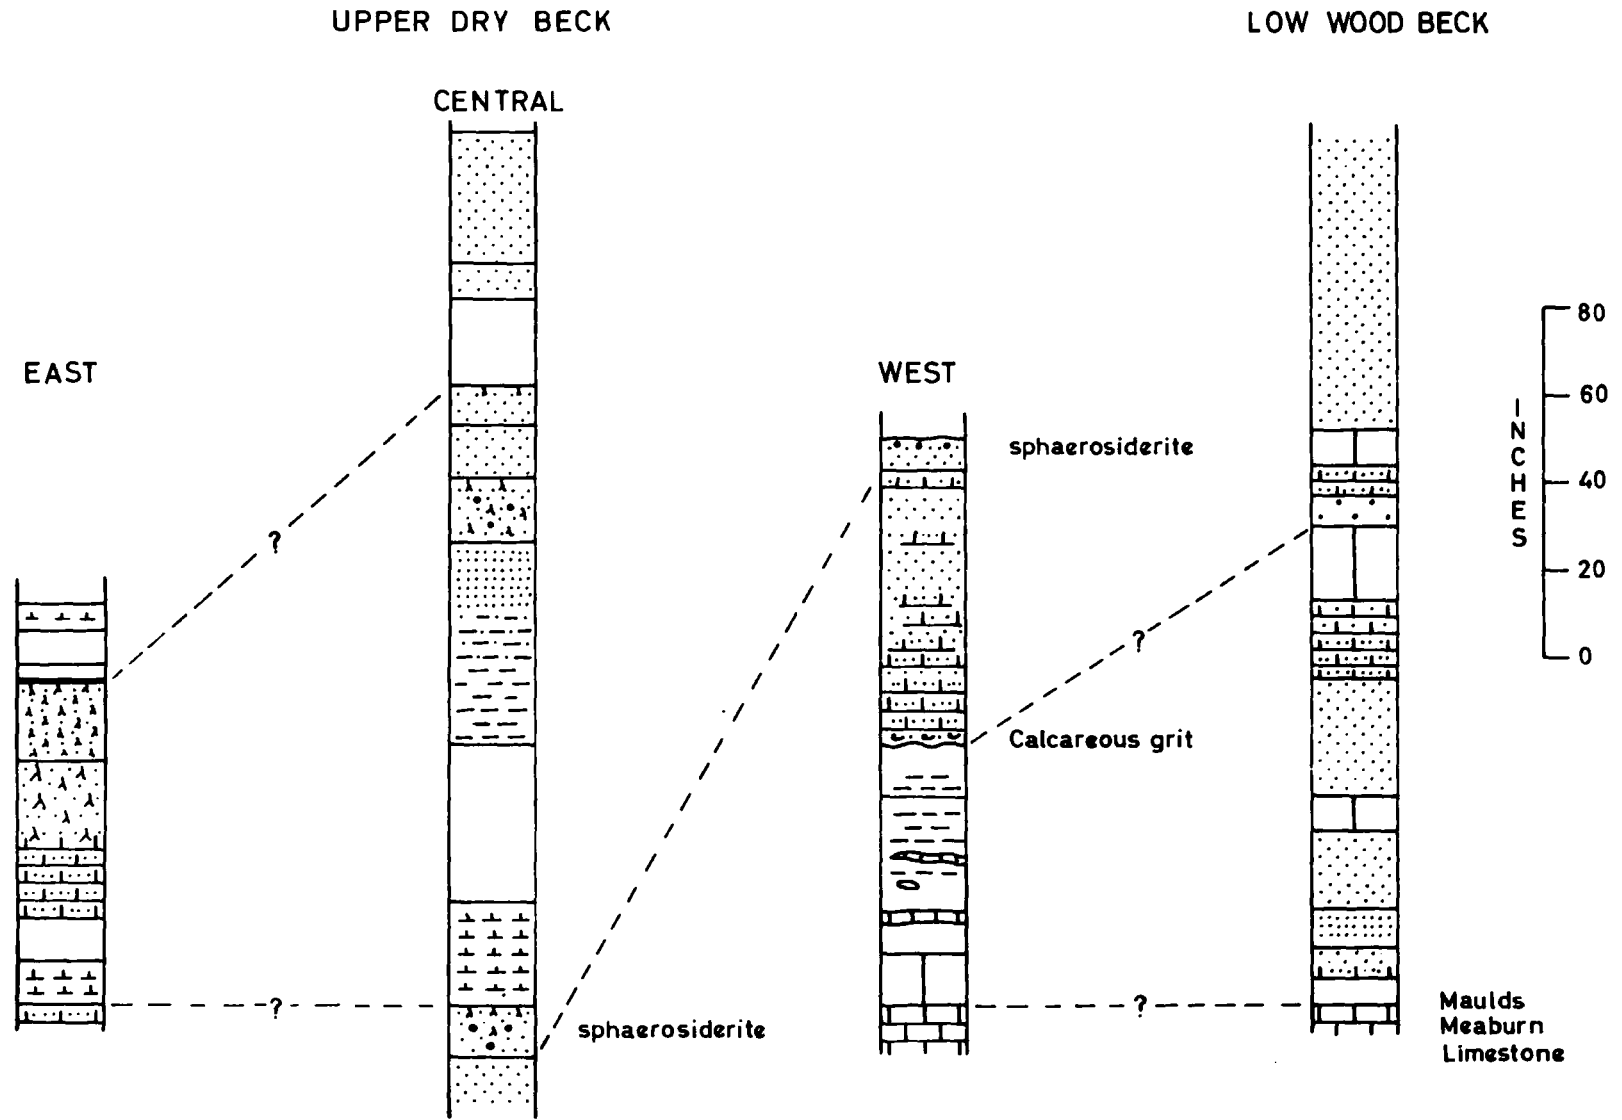 UPPER DRY BECK
LOW WOOD BECK
CENTRAL
EAST
WEST
sphaerosiderite
80
60
40
20
0
INCHES
?
?
Calcareous grit
?
?
sphaerosiderite
Maulds
Meaburn
Limestone